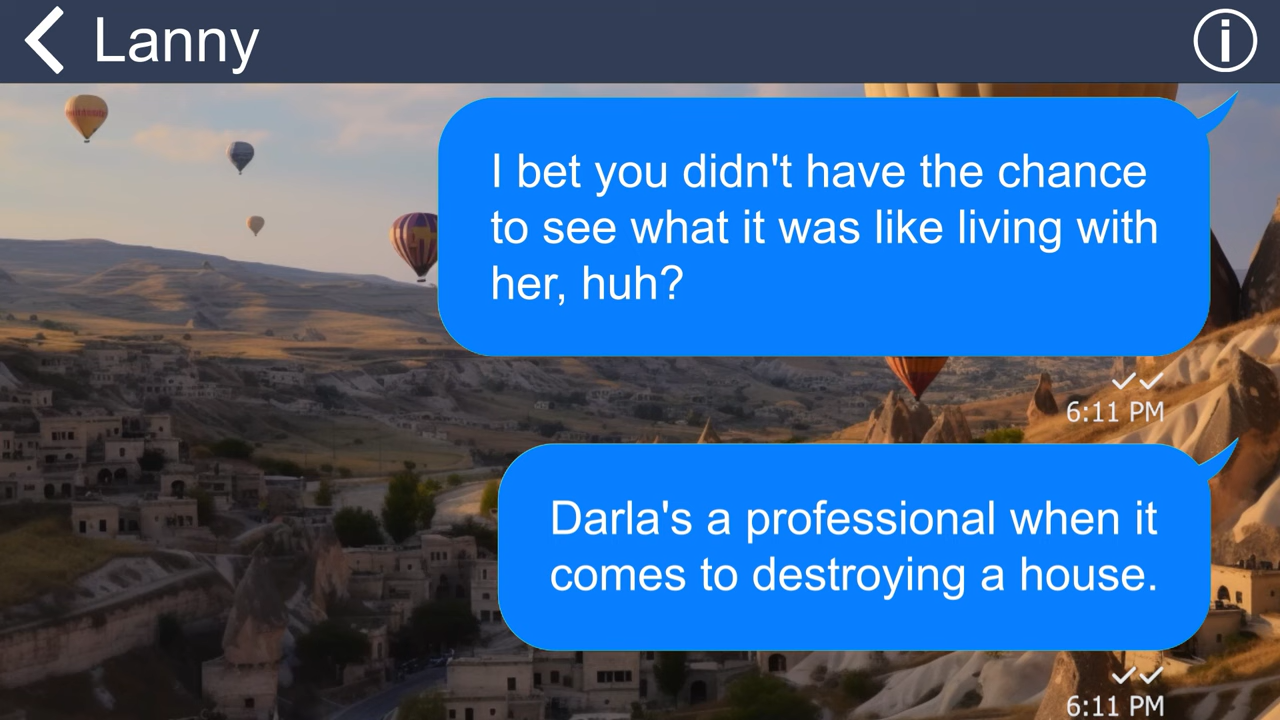 Lanny
I bet you didn't have the chance
to see what it was like living with
her, huh?
6:11 PM
Darla's a professional when it
comes to destroying a house.
6:11 PM